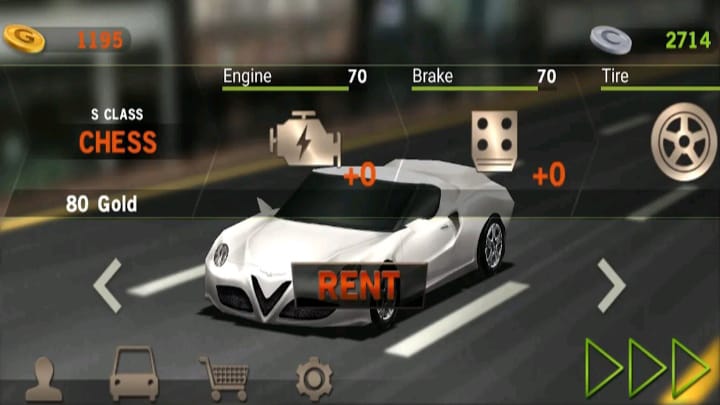 G 1195
C 2714
Engine 70 Brake 70 Tire
S CLASS
CHESS
+0 +0
80 Gold
RENT